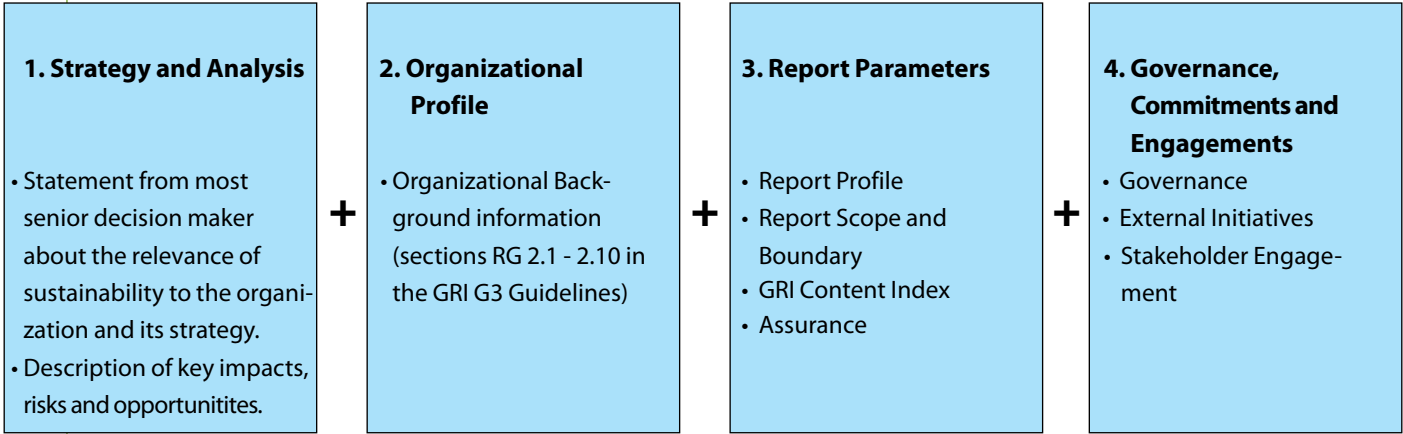 1. Strategy and Analysis
• Statement from most
senior decision maker
about the relevance of
sustainability to the organi-
zation and its strategy.
• Description of key impacts,
risks and opportunitites.
+
2. Organizational
Profile
• Organizational Back-
ground information
(sections RG 2.1 - 2.10 in
the GRI G3 Guidelines)
+
3. Report Parameters
• Report Profile
• Report Scope and
Boundary
• GRI Content Index
• Assurance
+
4. Governance,
Commitments and
Engagements
• Governance
• External Initiatives
• Stakeholder Engage-
ment